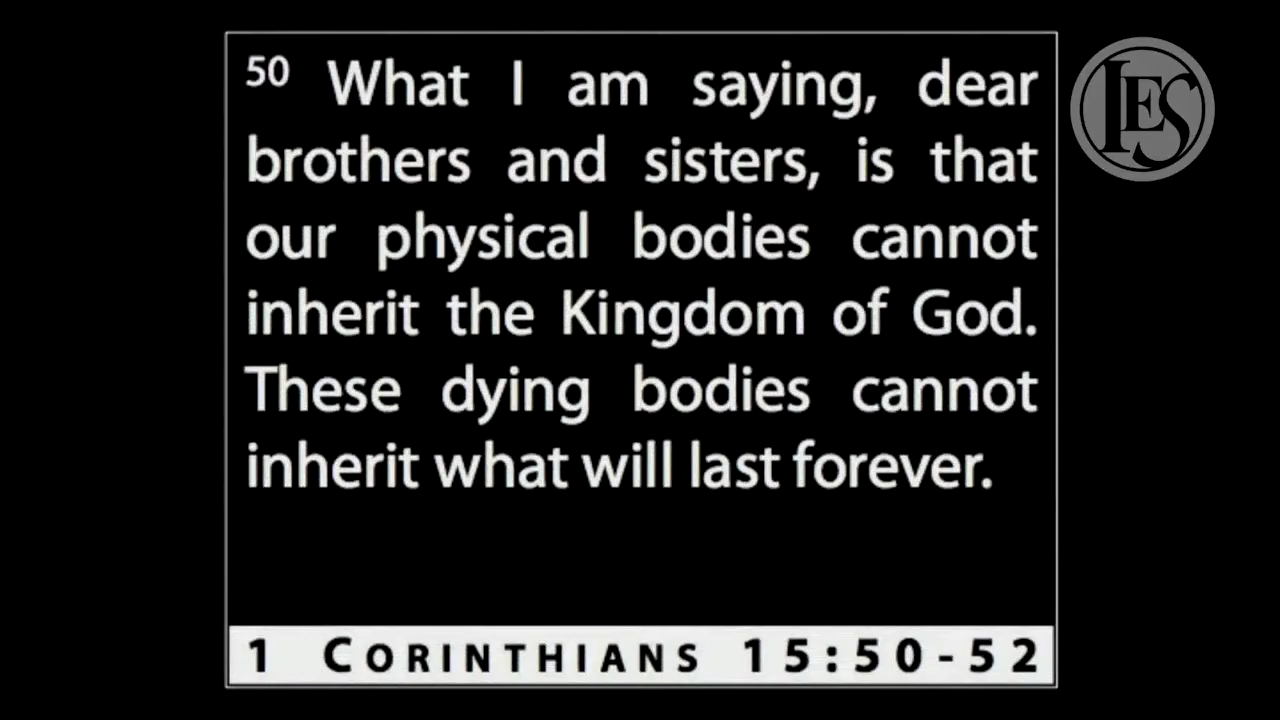 50 What I am saying, dear
brothers and sisters, is that
our physical bodies cannot
inherit the Kingdom of God.
These dying bodies cannot
inherit what will last forever.
1 CORINTHIANS 15:50-52
LES